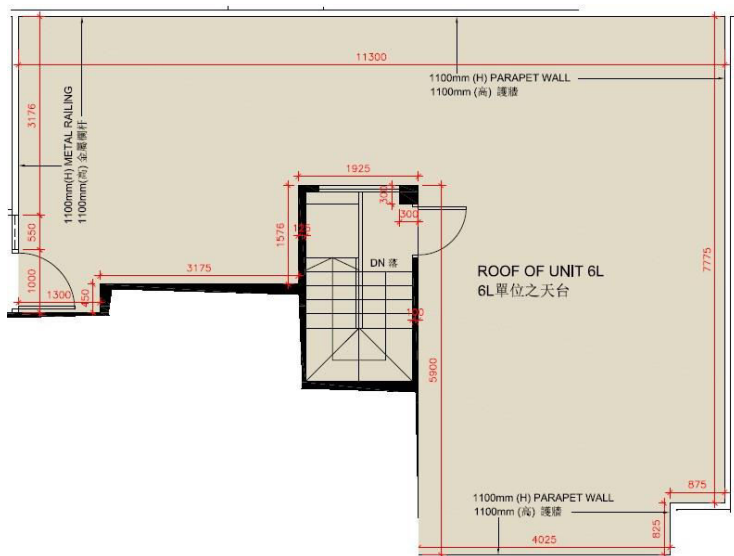 11300
1100mm (H) PARAPET WALL
1100mm (高) 護牆
3176
1100mm(H) METAL RAILING
1100mm(高) 金屬欄杆
1925
300
300
1576
DN 落
550
3175
1000
1300
450
ROOF OF UNIT 6L
6L單位之天台
7775
5900
875
1100mm (H) PARAPET WALL
1100mm (高) 護牆
825
4025